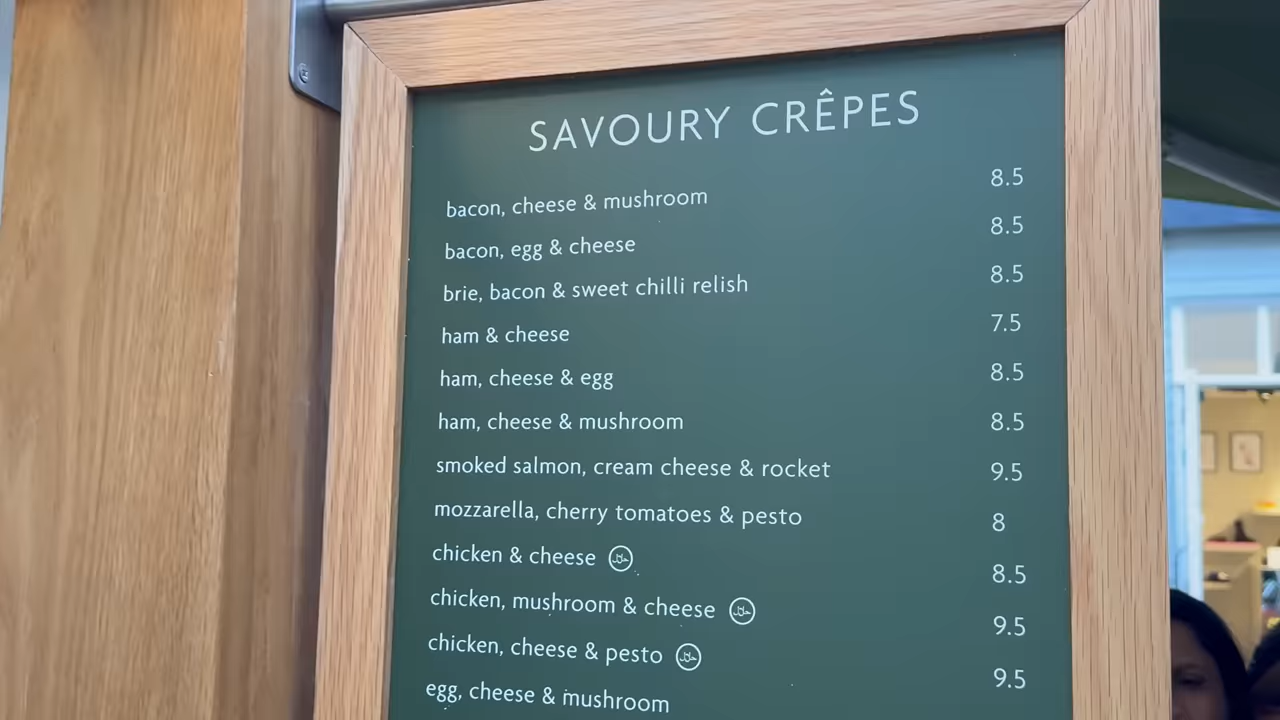 SAVOURY CRÊPES
bacon, cheese & mushroom 8.5
bacon, egg & cheese 8.5
brie, bacon & sweet chilli relish 8.5
ham & cheese 7.5
ham, cheese & egg 8.5
ham, cheese & mushroom 8.5
smoked salmon, cream cheese & rocket 9.5
mozzarella, cherry tomatoes & pesto 8
chicken & cheese 8.5
chicken, mushroom & cheese 9.5
chicken, cheese & pesto 9.5
egg, cheese & mushroom